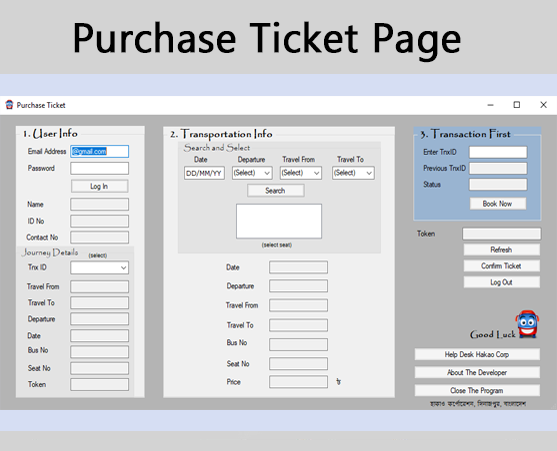 Purchase Ticket Page
Purchase Ticket
1. User Info
Email Address @gmail.com
Password
Log In
Name
ID No
Contact No
Journey Details (select)
Trx ID
Travel From
Travel To
Departure
Date
Bus No
Seat No
Token
2. Transportation Info
Search and Select
Date Departure Travel From Travel To
DD/MM/YY (Select) (Select) (Select)
Search
(select seat)
Date
Departure
Travel From
Travel To
Bus No
Seat No
Price
3. Transaction First
Enter TrxID
Previous TrxID
Status
Book Now
Token
Refresh
Confirm Ticket
Log Out
Good Luck
Help Desk Hakao Corp
About The Developer
Close The Program
হাকাও কর্পোরেশন, দিনাজপুর, বাংলাদেশ